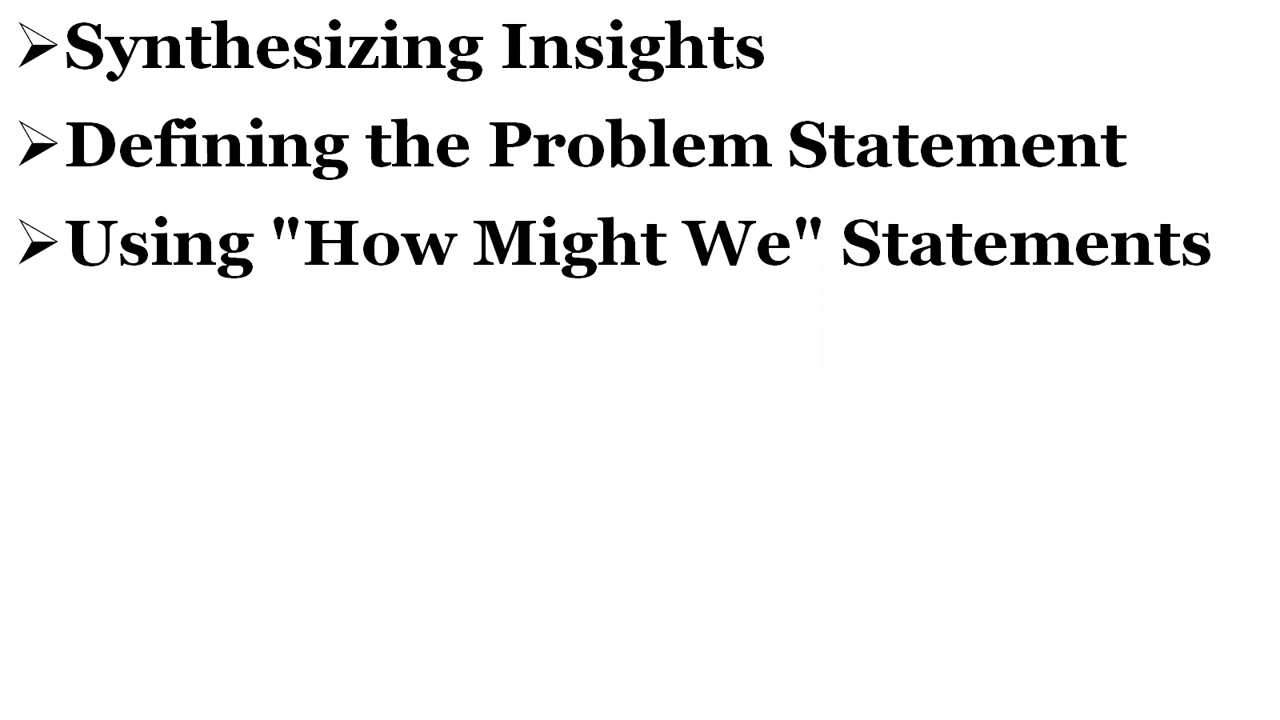 ➢Synthesizing Insights
➢Defining the Problem Statement
➢Using "How Might We" Statements